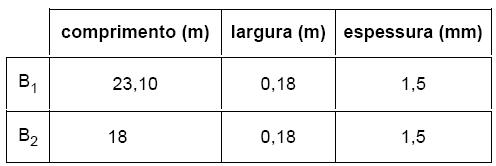 comprimento (m) largura (m) espessura (mm)
B1 23,10 0,18 1,5
B2 18 0,18 1,5